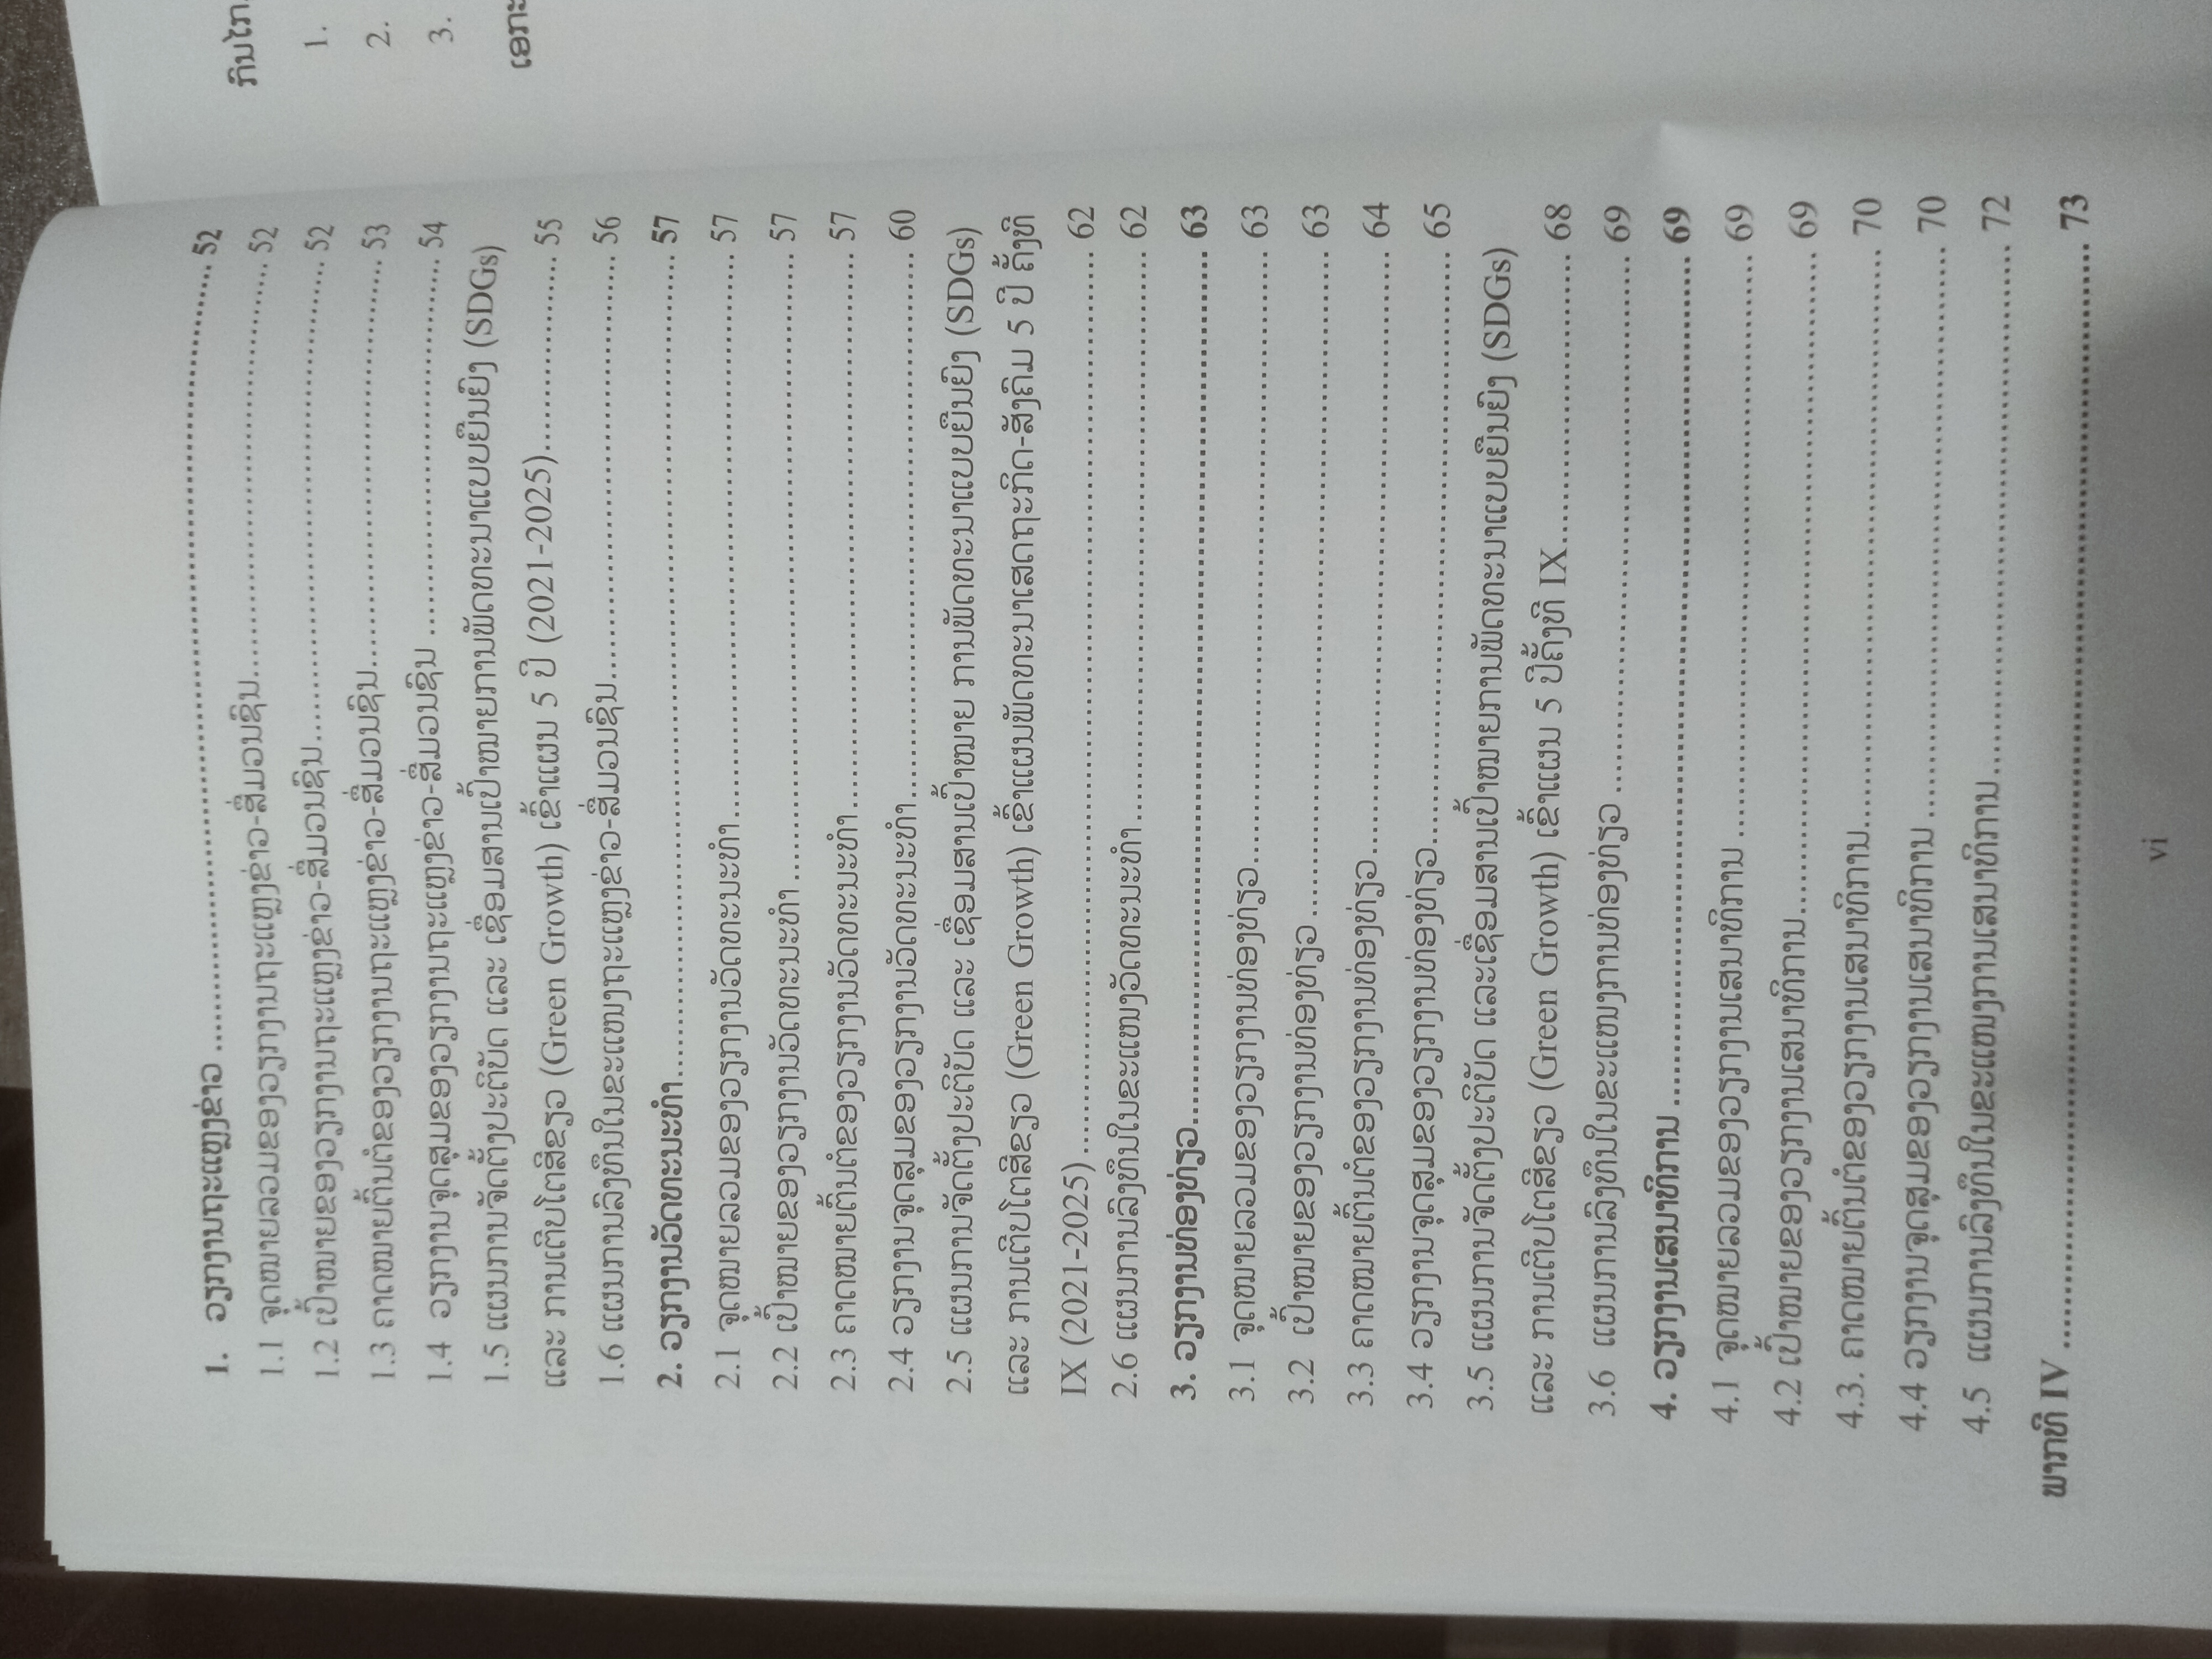 1. ວຽກງານຖະແຫຼງຂ່າວ ........................................ 52
1.1 ຈຸດໝາຍລວມຂອງວຽກງານຖະແຫຼງຂ່າວ-ສື່ມວນຊົນ........................................ 52
1.2 ເປົ້າໝາຍຂອງວຽກງານຖະແຫຼງຂ່າວ-ສື່ມວນຊົນ........................................ 52
1.3 ຄາດໝາຍຕົ້ນຕໍຂອງວຽກງານຖະແຫຼງຂ່າວ-ສື່ມວນຊົນ........................................ 53
1.4 ວຽກງານຈຸດສຸມຂອງວຽກງານຖະແຫຼງຂ່າວ-ສື່ມວນຊົນ ........................................ 54
1.5 ແຜນການຈັດຕັ້ງປະຕິບັດ ແລະ ເຊື່ອມສານເປົ້າໝາຍການພັດທະນາແບບຍືນຍົງ (SDGs)
ແລະ ການເຕີບໂຕສີຂຽວ (Green Growth) ເຂົ້າແຜນ 5 ປີ (2021-2025)................... 55
1.6 ແຜນການລົງທຶນໃນຂະແໜງຖະແຫຼງຂ່າວ-ສື່ມວນຊົນ........................................ 56
2. ວຽກງານວັດທະນະທຳ........................................ 57
2.1 ຈຸດໝາຍລວມຂອງວຽກງານວັດທະນະທຳ........................................ 57
2.2 ເປົ້າໝາຍຂອງວຽກງານວັດທະນະທຳ ........................................ 57
2.3 ຄາດໝາຍຕົ້ນຕໍຂອງວຽກງານວັດທະນະທຳ........................................ 57
2.4 ວຽກງານຈຸດສຸມຂອງວຽກງານວັດທະນະທຳ........................................ 60
2.5 ແຜນການຈັດຕັ້ງປະຕິບັດ ແລະ ເຊື່ອມສານເປົ້າໝາຍ ການພັດທະນາແບບຍືນຍົງ (SDGs)
ແລະ ການເຕີບໂຕສີຂຽວ (Green Growth) ເຂົ້າແຜນພັດທະນາເສດຖະກິດ-ສັງຄົມ 5 ປີ ຄັ້ງທີ
IX (2021-2025) ........................................ 62
2.6 ແຜນການລົງທຶນໃນຂະແໜງວັດທະນະທຳ........................................ 62
3. ວຽກງານທ່ອງທ່ຽວ........................................ 63
3.1 ຈຸດໝາຍລວມຂອງວຽກງານທ່ອງທ່ຽວ........................................ 63
3.2 ເປົ້າໝາຍຂອງວຽກງານທ່ອງທ່ຽວ ........................................ 63
3.3 ຄາດໝາຍຕົ້ນຕໍຂອງວຽກງານທ່ອງທ່ຽວ........................................ 64
3.4 ວຽກງານຈຸດສຸມຂອງວຽກງານທ່ອງທ່ຽວ........................................ 65
3.5 ແຜນການຈັດຕັ້ງປະຕິບັດ ແລະເຊື່ອມສານເປົ້າໝາຍການພັດທະນາແບບຍືນຍົງ (SDGs)
ແລະ ການເຕີບໂຕສີຂຽວ (Green Growth) ເຂົ້າແຜນ 5 ປີຄັ້ງທີ IX............................ 68
3.6 ແຜນການລົງທຶນໃນຂະແໜງການທ່ອງທ່ຽວ ........................................ 69
4. ວຽກງານເສນາທິການ ........................................ 69
4.1 ຈຸດໝາຍລວມຂອງວຽກງານເສນາທິການ ........................................ 69
4.2 ເປົ້າໝາຍຂອງວຽກງານເສນາທິການ........................................ 69
4.3. ຄາດໝາຍຕົ້ນຕໍຂອງວຽກງານເສນາທິການ........................................ 70
4.4 ວຽກງານຈຸດສຸມຂອງວຽກງານເສນາທິການ ........................................ 70
4.5 ແຜນການລົງທຶນໃນຂະແໜງການເສນາທິການ........................................ 72
ພາກທີ IV ........................................ 73
vi
ກົນໄກ
1.
2.
3.
ເອກະ